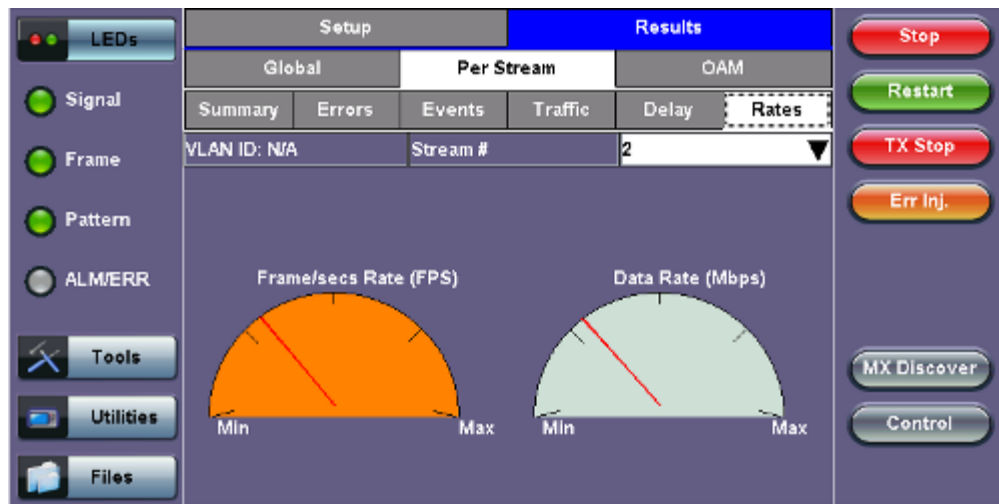 LEDs
Signal
Frame
Pattern
ALM/ERR
Tools
Utilities
Files
Setup Results
Global Per Stream OAM
Summary Errors Events Traffic Delay Rates
VLAN ID: N/A Stream # 2
Frame/secs Rate (FPS)
Min Max
Data Rate (Mbps)
Min Max
Stop
Restart
TX Stop
Err Inj.
MX Discover
Control